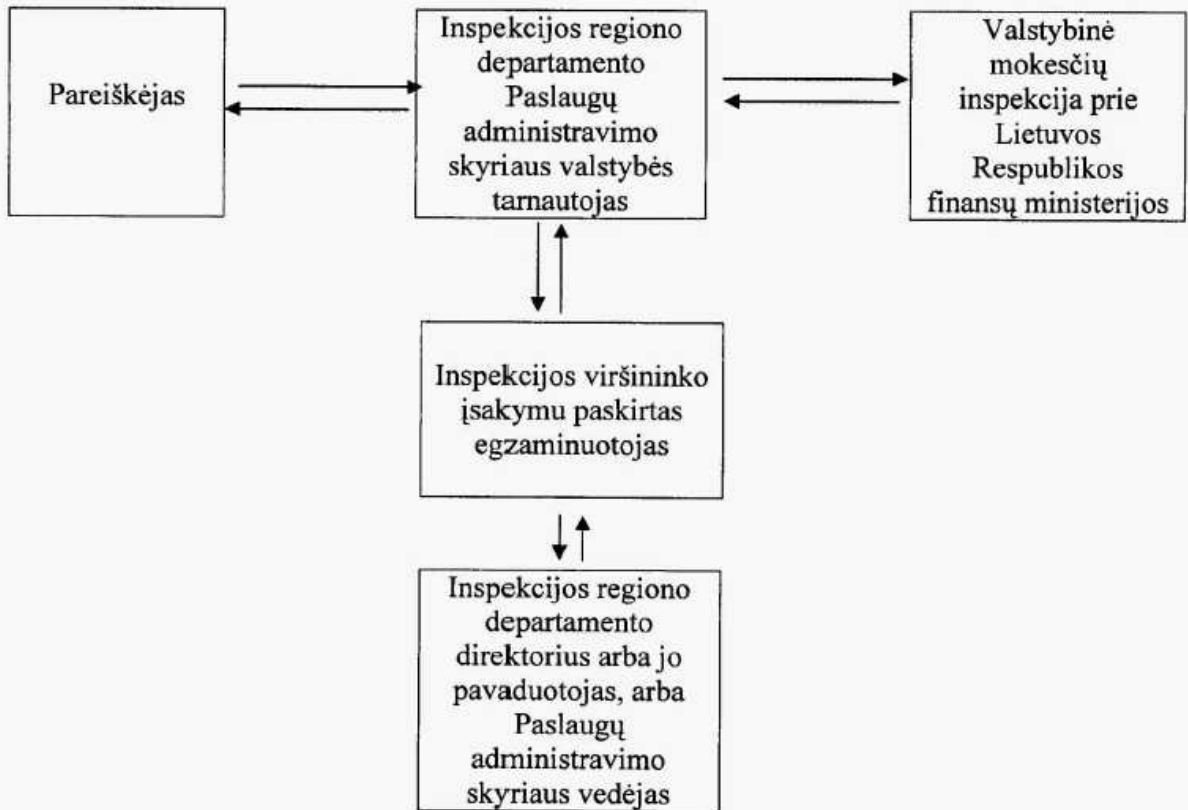 Pareiškėjas
Inspekcijos regiono
departamento
Paslaugų
administravimo
skyriaus valstybės
tarnautojas
Valstybinė
mokesčių
inspekcija prie
Lietuvos
Respublikos
finansų ministerijos
Inspekcijos viršininko
įsakymu paskirtas
egzaminuotojas
Inspekcijos regiono
departamento
direktorius arba jo
pavaduotojas, arba
Paslaugų
administravimo
skyriaus vedėjas